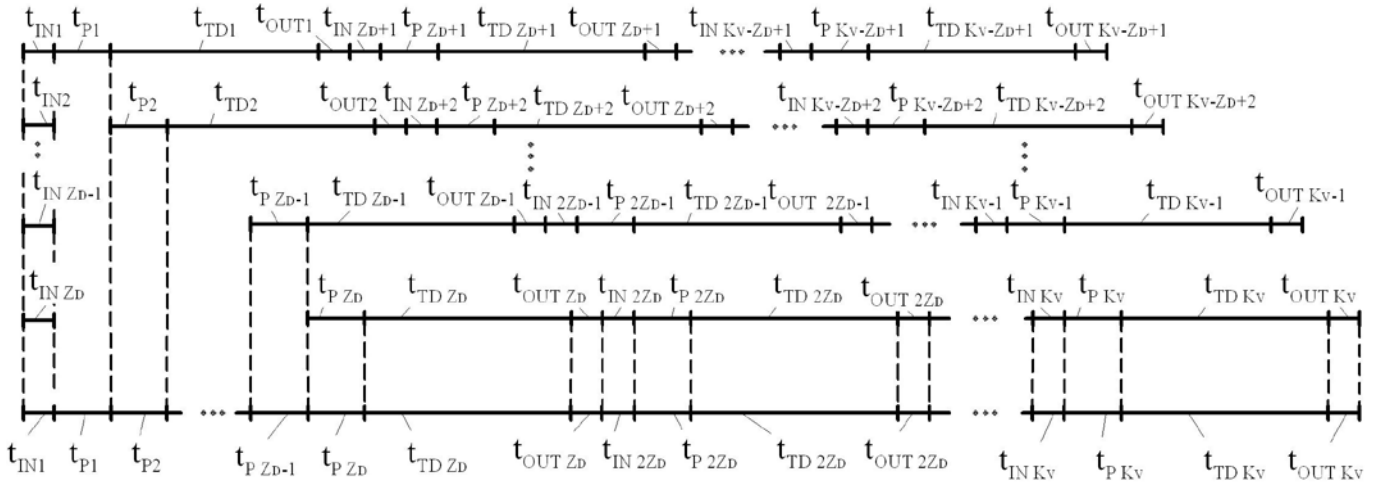 tIN1 tP1 tTD1 tOUT1 tIN ZD+1 tP ZD+1 tTD ZD+1 tOUT ZD+1 tIN KV-ZD+1 tP KV-ZD+1 tTD KV-ZD+1 tOUT KV-ZD+1
tIN2 tP2 tTD2 tOUT2 tIN ZD+2 tP ZD+2 tTD ZD+2 tOUT ZD+2 tIN KV-ZD+2 tP KV-ZD+2 tTD KV-ZD+2 tOUT KV-ZD+2
tIN ZD-1 tP ZD-1 tTD ZD-1 tOUT ZD-1 tIN 2ZD-1 tP 2ZD-1 tTD 2ZD-1 tOUT 2ZD-1 tIN KV-1 tP KV-1 tTD KV-1 tOUT KV-1
tIN ZD tP ZD tTD ZD tOUT ZD tIN 2ZD tP 2ZD tTD 2ZD tOUT 2ZD tIN KV tP KV tTD KV tOUT KV
tIN1 tP1 tP2 tP ZD-1 tP ZD tTD ZD tOUT ZD tIN 2ZD tP 2ZD tTD 2ZD tOUT 2ZD tIN KV tP KV tTD KV tOUT KV